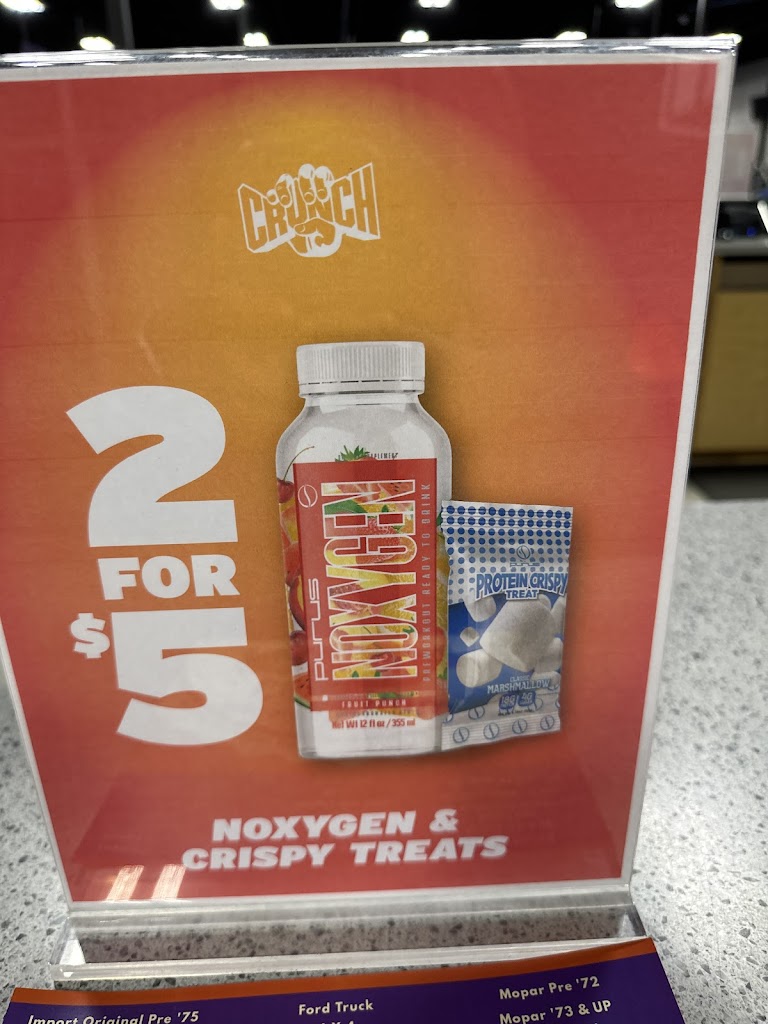 CRUNCH
2
FOR
$5
purus
NOXYGEN
PREWORKOUT READY TO DRINK
FRUIT PUNCH
Net Wt 12 fl oz / 355 ml
PROTEIN CRISPY
TREAT
CLASSIC
MARSHMALLOW
NOXYGEN &
CRISPY TREATS
Import Original Pre '75
Ford Truck
Mopar Pre '72
Mopar '73 & UP